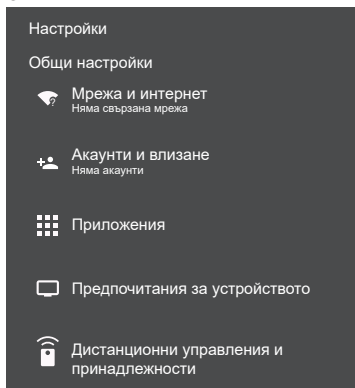 Настройки
Общи настройки
Мрежа и интернет
Няма свързана мрежа
Акаунти и влизане
Няма акаунти
Приложения
Предпочитания за устройството
Дистанционни управления и
принадлежности